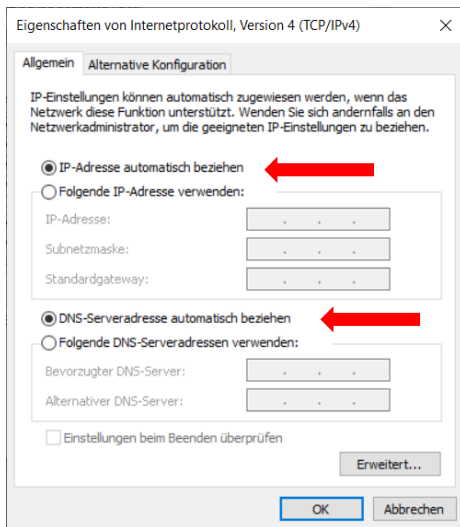 Eigenschaften von Internetprotokoll, Version 4 (TCP/IPv4)
Allgemein Alternative Konfiguration
IP-Einstellungen können automatisch zugewiesen werden, wenn das
Netzwerk diese Funktion unterstützt. Wenden Sie sich andernfalls an den
Netzwerkadministrator, um die geeigneten IP-Einstellungen zu beziehen.
IP-Adresse automatisch beziehen
Folgende IP-Adresse verwenden:
IP-Adresse: . . .
Subnetzmaske: . . .
Standardgateway: . . .
DNS-Serveradresse automatisch beziehen
Folgende DNS-Serveradressen verwenden:
Bevorzugter DNS-Server: . . .
Alternativer DNS-Server: . . .
Einstellungen beim Beenden überprüfen
Erweitert...
OK Abbrechen